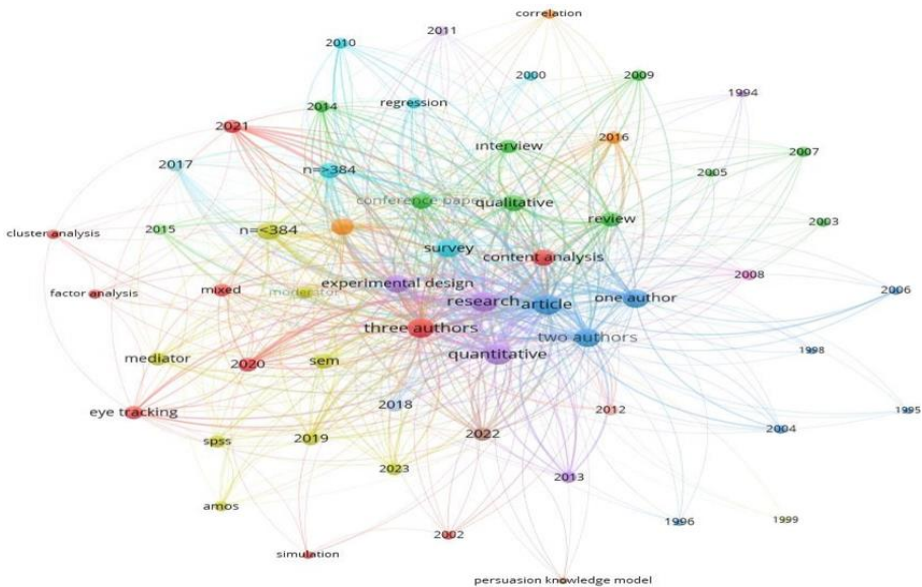 correlation
2011
2010
2000
2009
1994
regression
2014
2021
2016
interview
2007
2017
n=>384
2005
conference paper
qualitative
review
2003
2015
n=<384
cluster analysis
survey
content analysis
2008
experimental design
factor analysis
mixed
moderator
research
article
one author
2006
three authors
two authors
1998
quantitative
mediator
2020
sem
eye tracking
2018
2012
1995
2022
2004
spss
2019
2023
2013
amos
1996
1999
2002
simulation
persuasion knowledge model